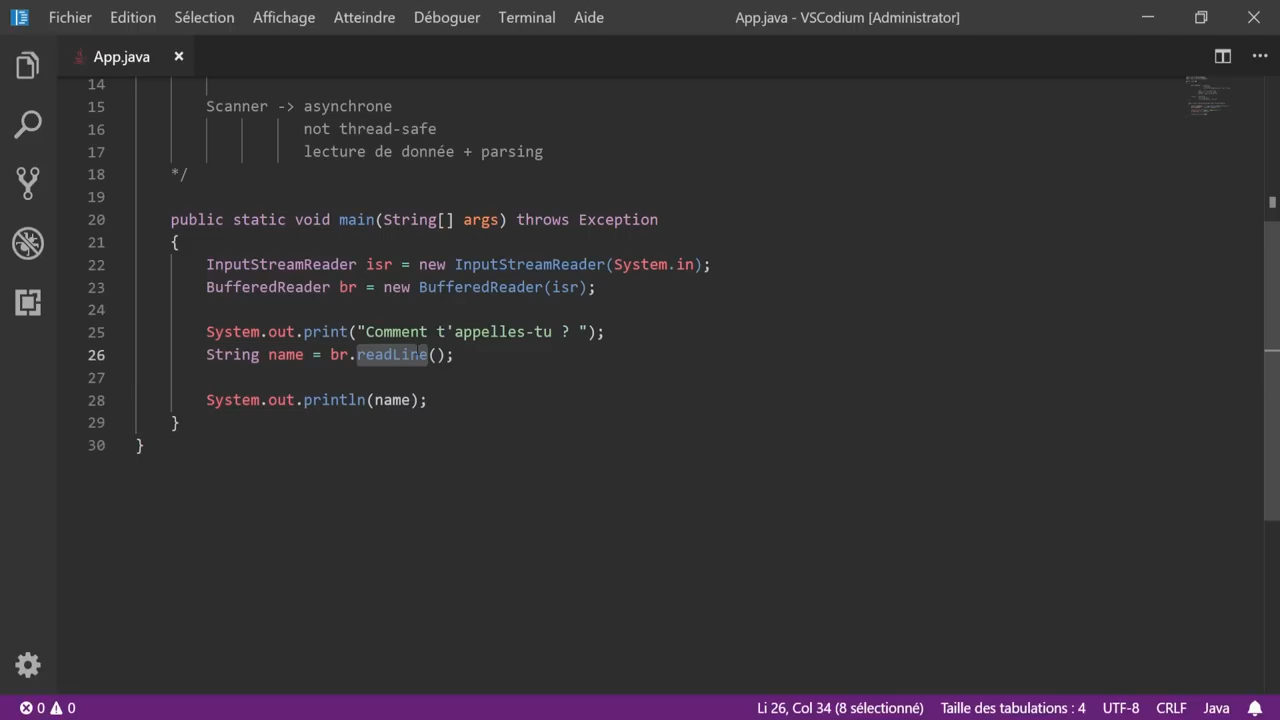 Fichier Edition Sélection Affichage Atteindre Déboguer Terminal Aide App.java - VSCodium [Administrator]
App.java
14
15 Scanner -> asynchrone
16 not thread-safe
17 lecture de donnée + parsing
18 */
19
20 public static void main(String[] args) throws Exception
21 {
22 InputStreamReader isr = new InputStreamReader(System.in);
23 BufferedReader br = new BufferedReader(isr);
24
25 System.out.print("Comment t'appelles-tu ? ");
26 String name = br.readLine();
27
28 System.out.println(name);
29 }
30 }
0 0 Li 26, Col 34 (8 sélectionné) Taille des tabulations : 4 UTF-8 CRLF Java